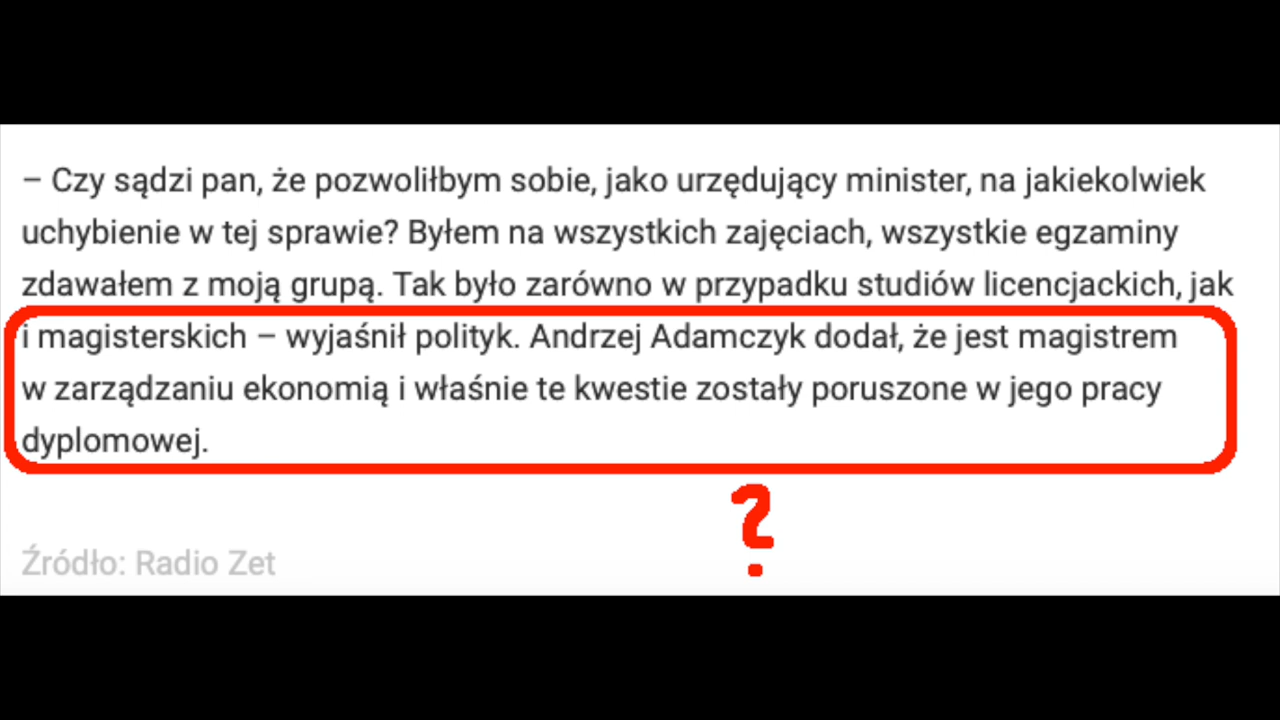 – Czy sądzi pan, że pozwoliłbym sobie, jako urzędujący minister, na jakiekolwiek
uchybienie w tej sprawie? Byłem na wszystkich zajęciach, wszystkie egzaminy
zdawałem z moją grupą. Tak było zarówno w przypadku studiów licencjackich, jak
i magisterskich – wyjaśnił polityk. Andrzej Adamczyk dodał, że jest magistrem
w zarządzaniu ekonomią i właśnie te kwestie zostały poruszone w jego pracy
dyplomowej.
?
Źródło: Radio Zet